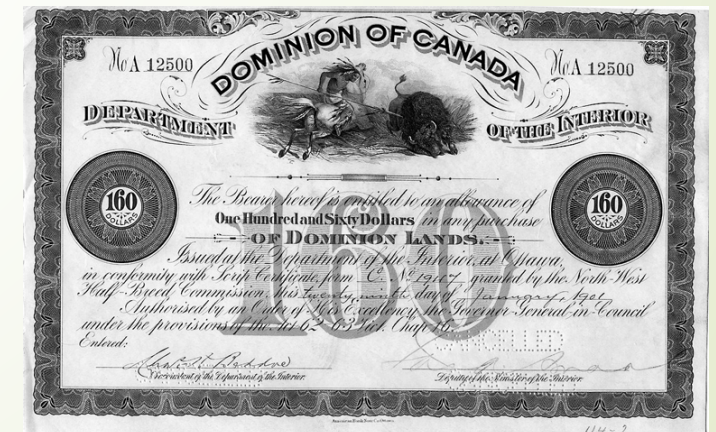 No A 12500
No A 12500
DOMINION OF CANADA
DEPARTMENT OF THE INTERIOR
160 DOLLARS
160 DOLLARS
160
The Bearer hereof is entitled to an allowance of
One Hundred and Sixty Dollars in any purchase
OF DOMINION LANDS.
Issued at the Department of the Interior, at Ottawa,
in conformity with Scrip Certificate, form C. No 1947 granted by the North-West
Half-Breed Commission, this twenty ninth day of January, 1901
Authorised by an Order of His Excellency, the Governor General in Council
under the provisions of the Act 62-63 Vict. Chap 16.
Entered:
CANCELLED
Accountant of the Department of the Interior.
Deputy of the Minister of the Interior.